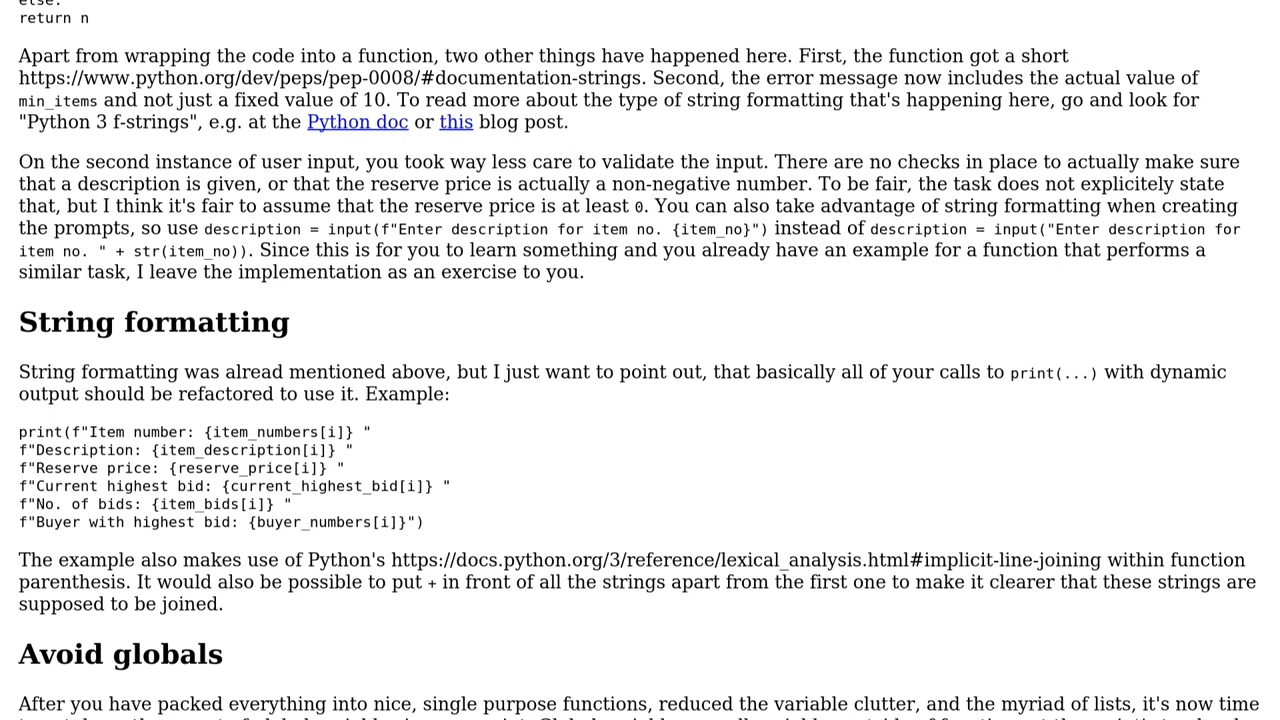 else:
return n
Apart from wrapping the code into a function, two other things have happened here. First, the function got a short
https://www.python.org/dev/peps/pep-0008/#documentation-strings. Second, the error message now includes the actual value of
min_items and not just a fixed value of 10. To read more about the type of string formatting that's happening here, go and look for
"Python 3 f-strings", e.g. at the Python doc or this blog post.
On the second instance of user input, you took way less care to validate the input. There are no checks in place to actually make sure
that a description is given, or that the reserve price is actually a non-negative number. To be fair, the task does not explicitely state
that, but I think it's fair to assume that the reserve price is at least 0. You can also take advantage of string formatting when creating
the prompts, so use description = input(f"Enter description for item no. {item_no}") instead of description = input("Enter description for
item no. " + str(item_no)). Since this is for you to learn something and you already have an example for a function that performs a
similar task, I leave the implementation as an exercise to you.
String formatting
String formatting was alread mentioned above, but I just want to point out, that basically all of your calls to print(...) with dynamic
output should be refactored to use it. Example:
print(f"Item number: {item_numbers[i]} "
f"Description: {item_description[i]} "
f"Reserve price: {reserve_price[i]} "
f"Current highest bid: {current_highest_bid[i]} "
f"No. of bids: {item_bids[i]} "
f"Buyer with highest bid: {buyer_numbers[i]}")
The example also makes use of Python's https://docs.python.org/3/reference/lexical_analysis.html#implicit-line-joining within function
parenthesis. It would also be possible to put + in front of all the strings apart from the first one to make it clearer that these strings are
supposed to be joined.
Avoid globals
After you have packed everything into nice, single purpose functions, reduced the variable clutter, and the myriad of lists, it's now time